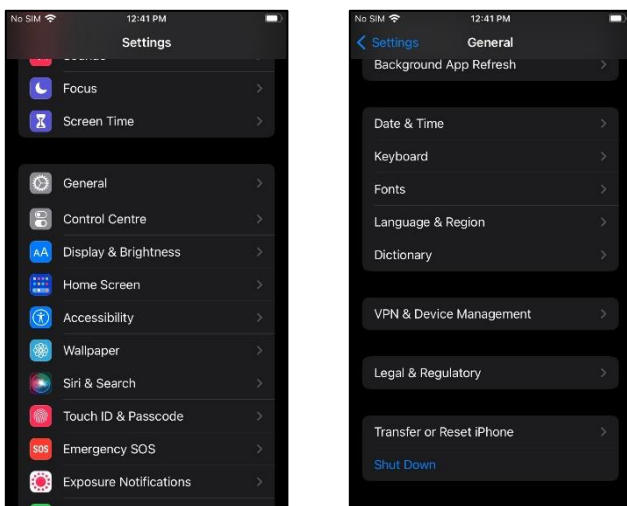 No SIM 12:41 PM
Settings
Sounds
Focus
Screen Time
General
Control Centre
AA Display & Brightness
Home Screen
Accessibility
Wallpaper
Siri & Search
Touch ID & Passcode
SOS Emergency SOS
Exposure Notifications
No SIM 12:41 PM
Settings General
Background App Refresh
Date & Time
Keyboard
Fonts
Language & Region
Dictionary
VPN & Device Management
Legal & Regulatory
Transfer or Reset iPhone
Shut Down